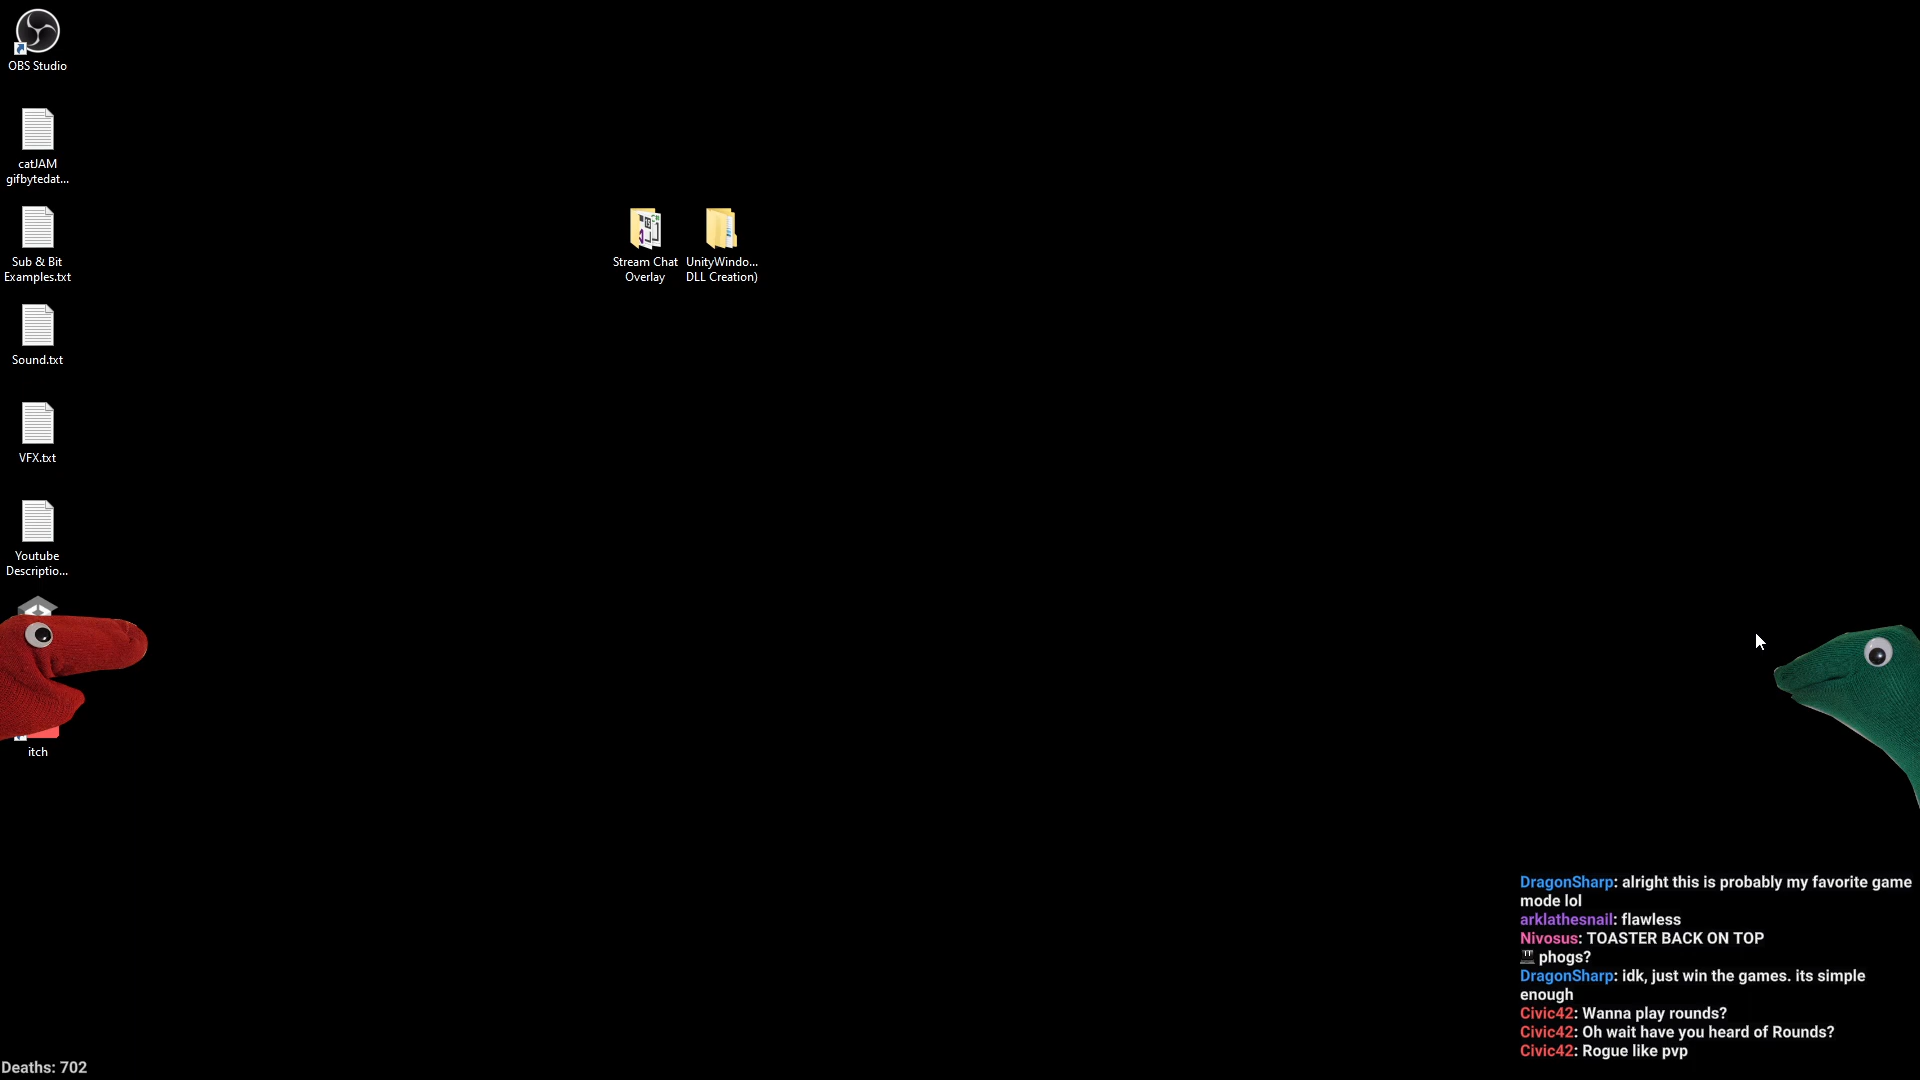 OBS Studio
catJAM
gifbytedat...
Sub & Bit
Examples.txt
Sound.txt
VFX.txt
Youtube
Descriptio...
itch
Stream Chat
Overlay
UnityWindo...
DLL Creation)
DragonSharp: alright this is probably my favorite game
mode lol
arklathesnail: flawless
Nivosus: TOASTER BACK ON TOP
phogs?
DragonSharp: idk, just win the games. its simple
enough
Civic42: Wanna play rounds?
Civic42: Oh wait have you heard of Rounds?
Civic42: Rogue like pvp
Deaths: 702